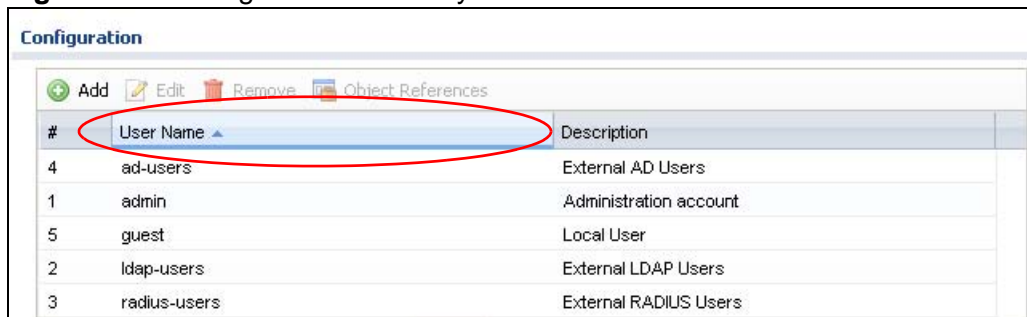 Configuration
Add Edit Remove Object References
# User Name Description
4 ad-users External AD Users
1 admin Administration account
5 guest Local User
2 ldap-users External LDAP Users
3 radius-users External RADIUS Users